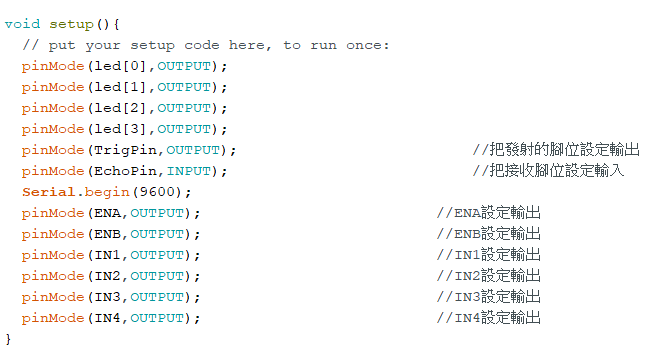 void setup(){
  // put your setup code here, to run once:
  pinMode(led[0],OUTPUT);
  pinMode(led[1],OUTPUT);
  pinMode(led[2],OUTPUT);
  pinMode(led[3],OUTPUT);
  pinMode(TrigPin,OUTPUT);                          //把發射的腳位設定輸出
  pinMode(EchoPin,INPUT);                           //把接收腳位設定輸入
  Serial.begin(9600);
  pinMode(ENA,OUTPUT);                          //ENA設定輸出
  pinMode(ENB,OUTPUT);                          //ENB設定輸出
  pinMode(IN1,OUTPUT);                          //IN1設定輸出
  pinMode(IN2,OUTPUT);                          //IN2設定輸出
  pinMode(IN3,OUTPUT);                          //IN3設定輸出
  pinMode(IN4,OUTPUT);                          //IN4設定輸出
}